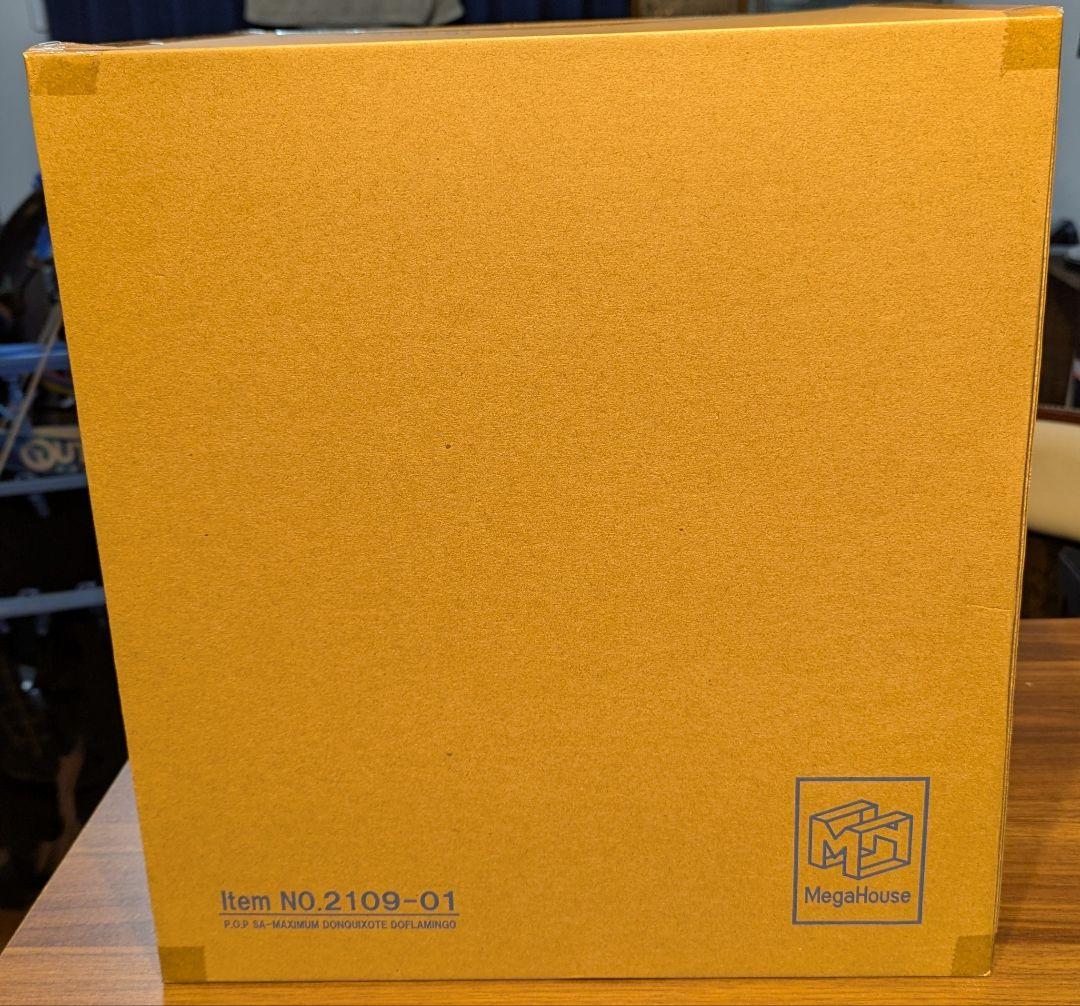 Item NO.2109-01
P.O.P SA-MAXIMUM DONQUIXOTE DOFLAMINGO
MegaHouse